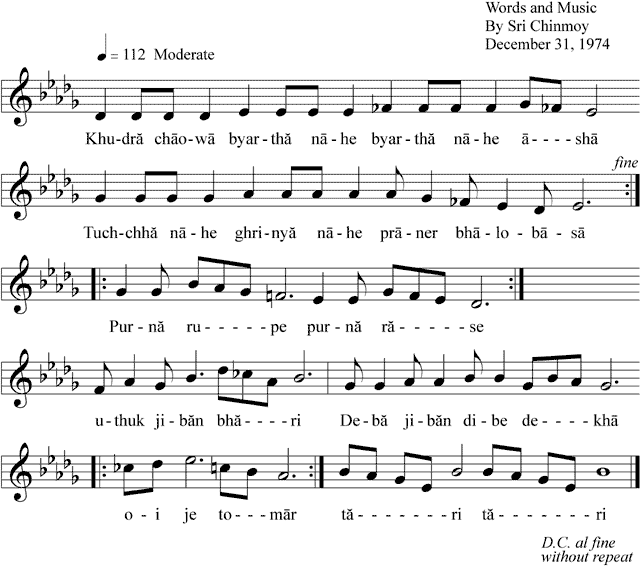 Words and Music
By Sri Chinmoy
December 31, 1974
= 112 Moderate
Khu-dră chāo-wā byar-thă nā-he byar-thă nā-he ā----shā
fine
Tuch-chhă nā-he ghri-nyă nā-he prā-ner bhā-lo-bā-sā
Pur-nă ru-----pe pur-nă ră----se
u-thuk ji-băn bhă----ri De-bă ji-băn di-be de----khā
o-i je to---mār tă-----ri tă-----ri
D.C. al fine
without repeat